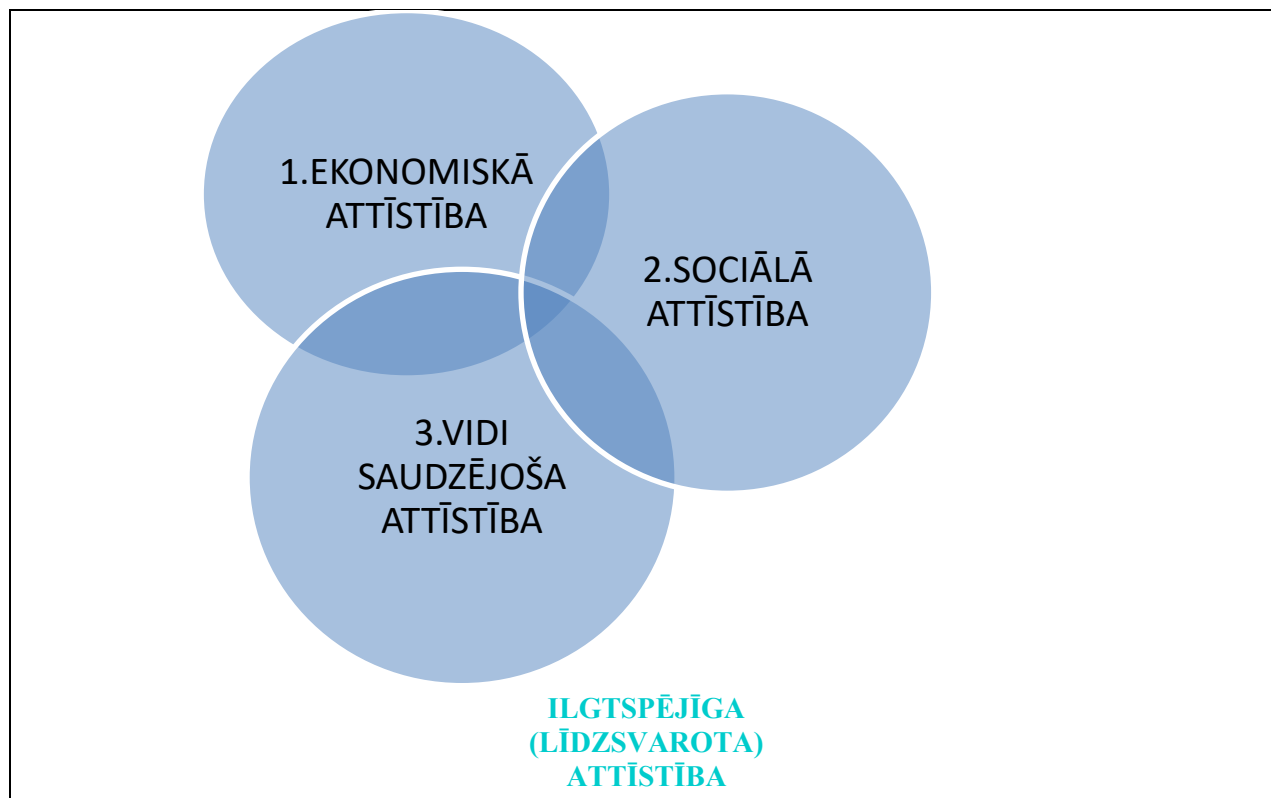 1.EKONOMISKĀ
ATTĪSTĪBA
2.SOCIĀLĀ
ATTĪSTĪBA
3.VIDI
SAUDZĒJOŠA
ATTĪSTĪBA
ILGTSPĒJĪGA
(LĪDZSVAROTA)
ATTĪSTĪBA